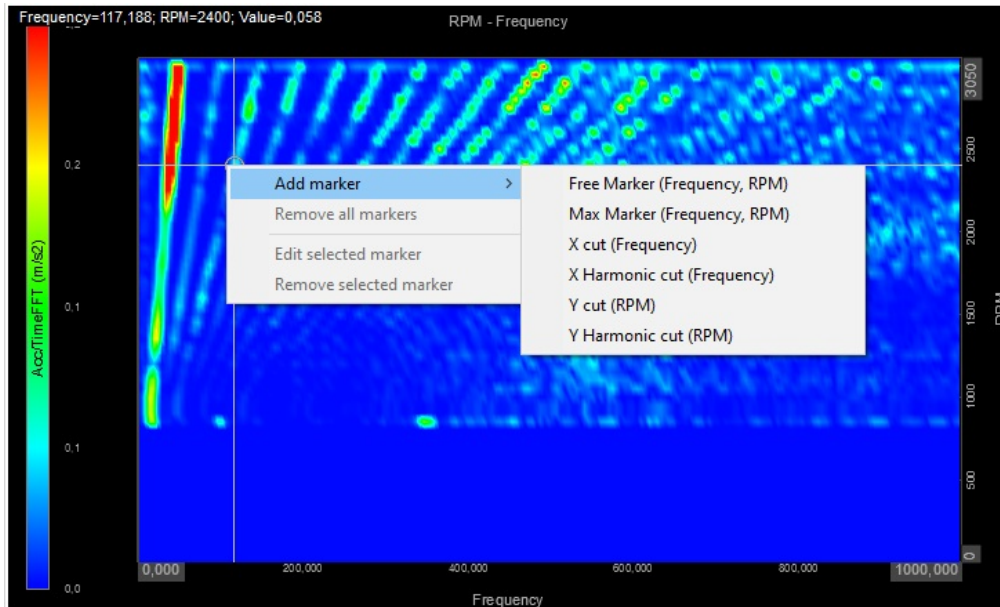 Frequency=117,188; RPM=2400; Value=0,058
RPM - Frequency
Acc/TimeFFT (m/s2)
0,2
0,1
0,1
0,0
Add marker
Remove all markers
Edit selected marker
Remove selected marker
Free Marker (Frequency, RPM)
Max Marker (Frequency, RPM)
X cut (Frequency)
X Harmonic cut (Frequency)
Y cut (RPM)
Y Harmonic cut (RPM)
3050
2500
2000
1500
1000
500
0
RPM
0,000
200,000
400,000
600,000
800,000
1000,000
Frequency